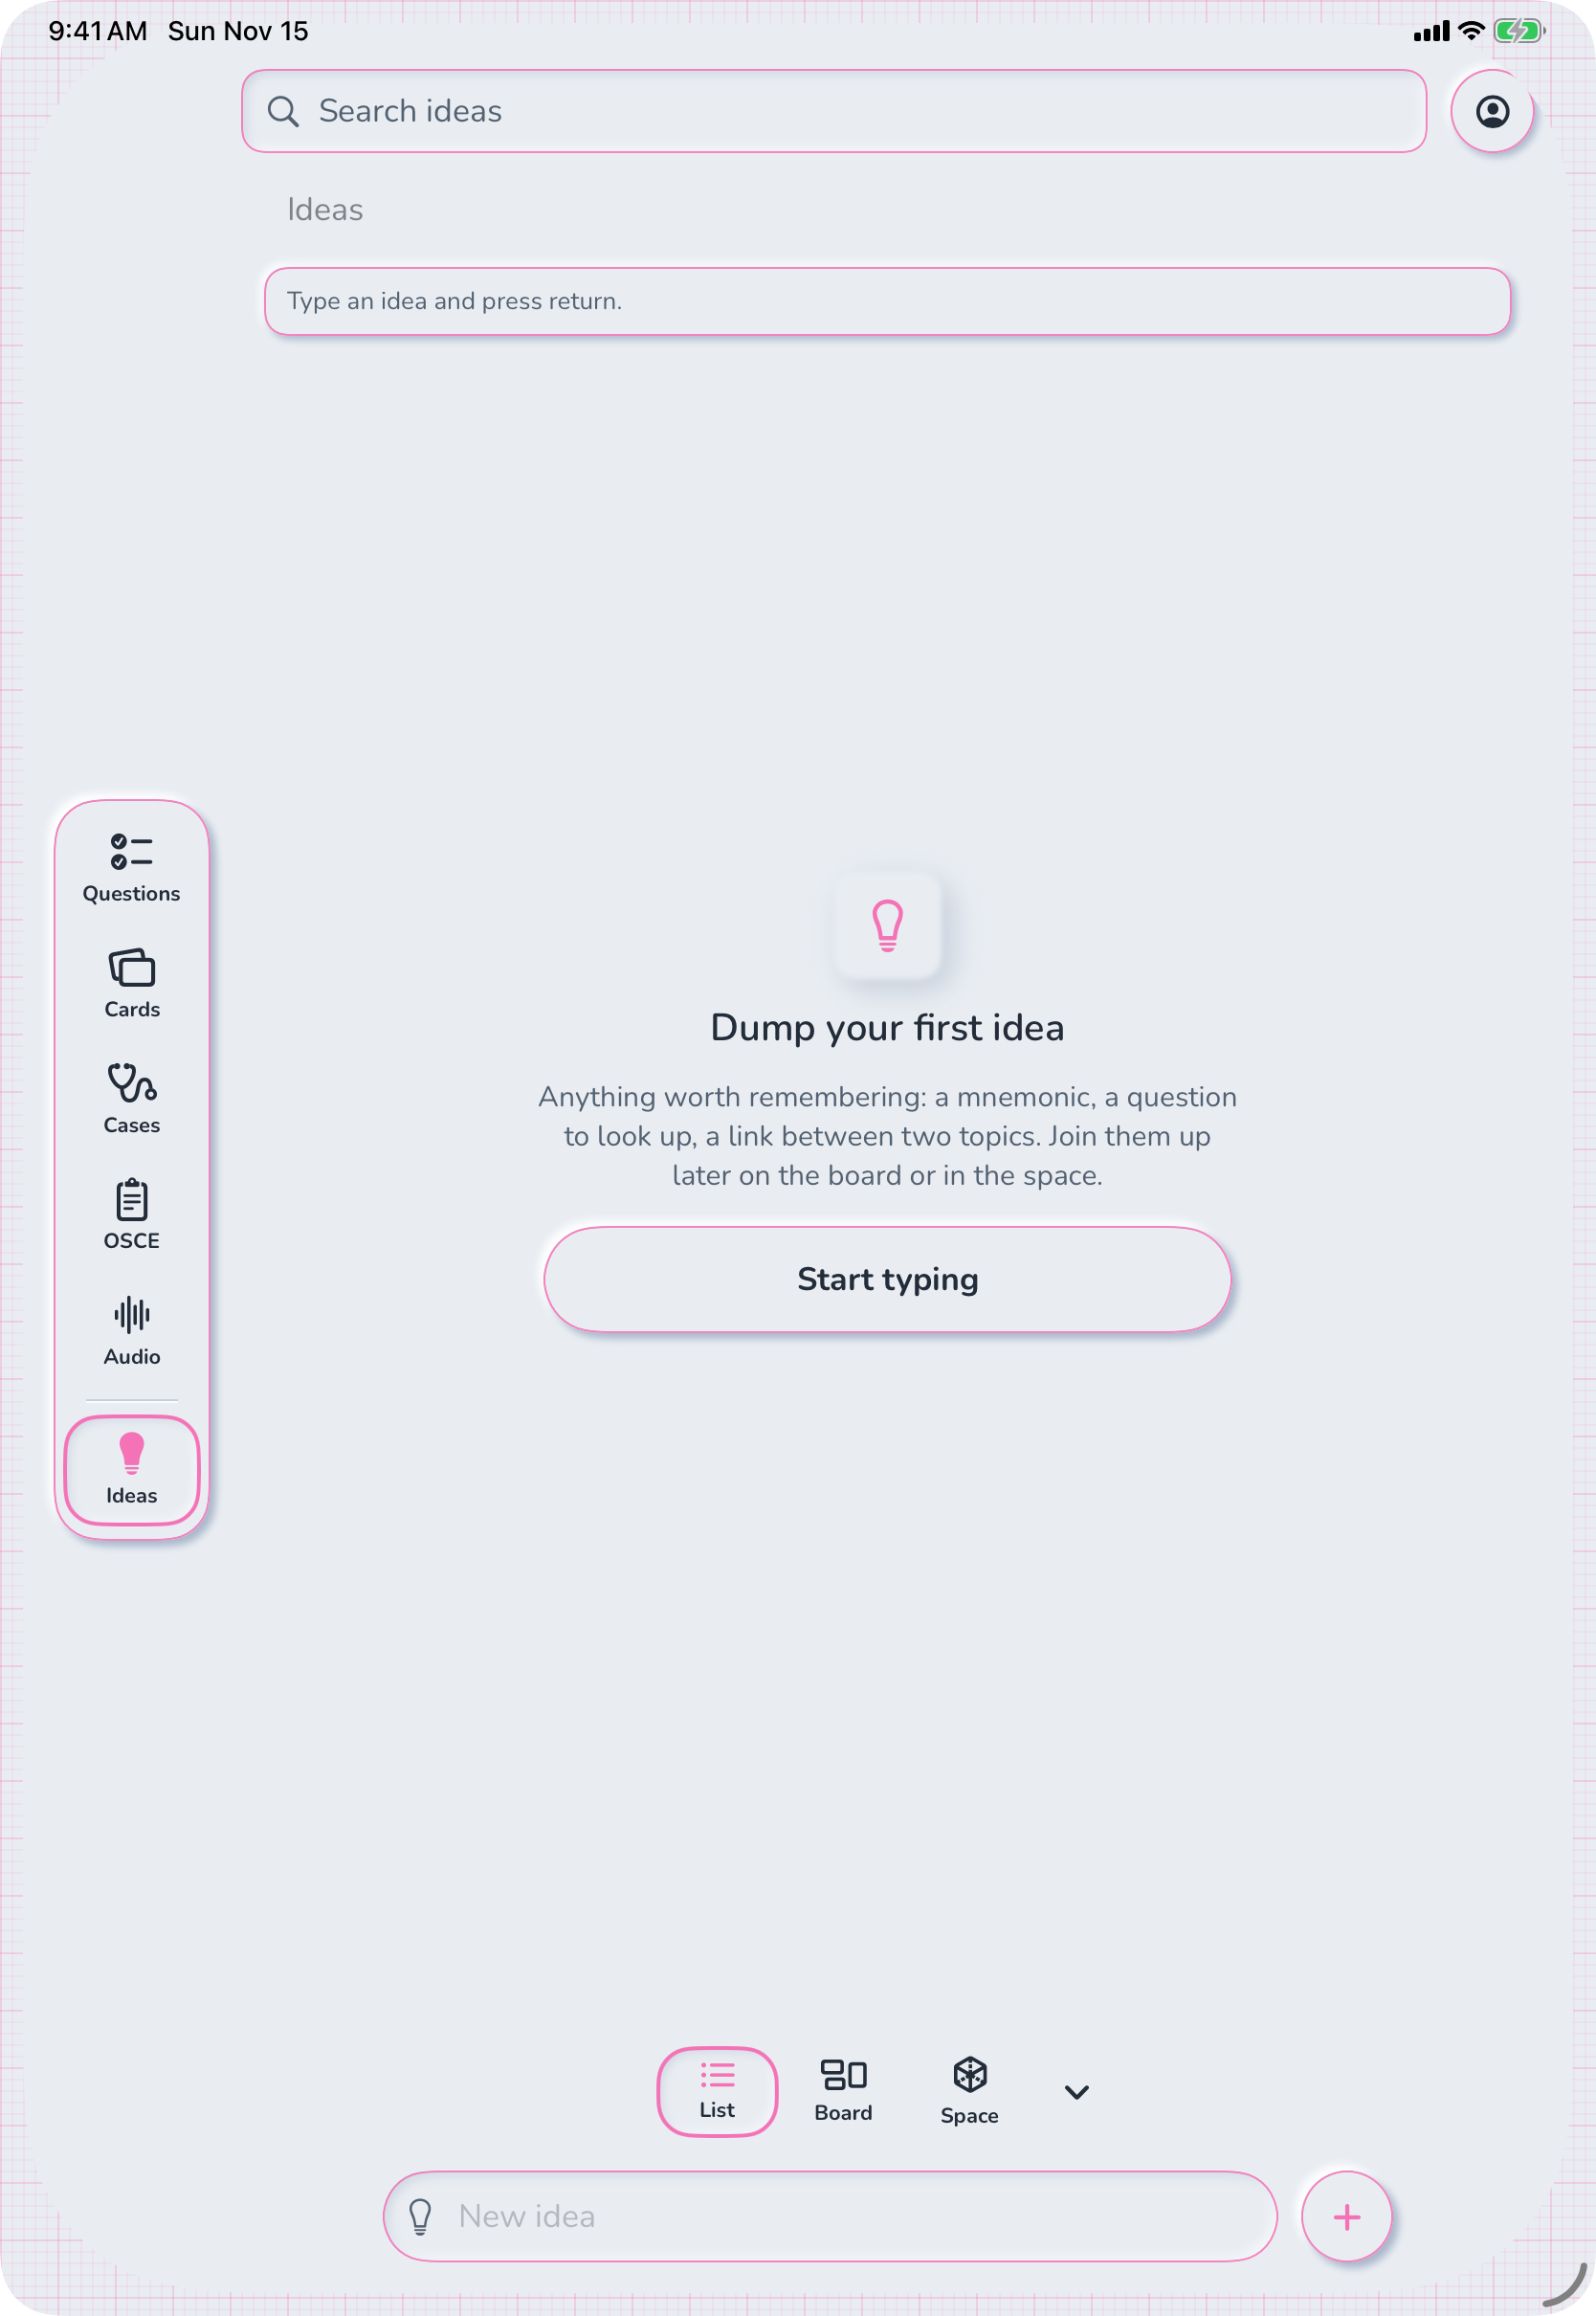 9:41 AM Sun Nov 15
Search ideas
Ideas
Type an idea and press return.
Questions
Cards
Cases
OSCE
Audio
Ideas
Dump your first idea
Anything worth remembering: a mnemonic, a question
to look up, a link between two topics. Join them up
later on the board or in the space.
Start typing
List
Board
Space
New idea